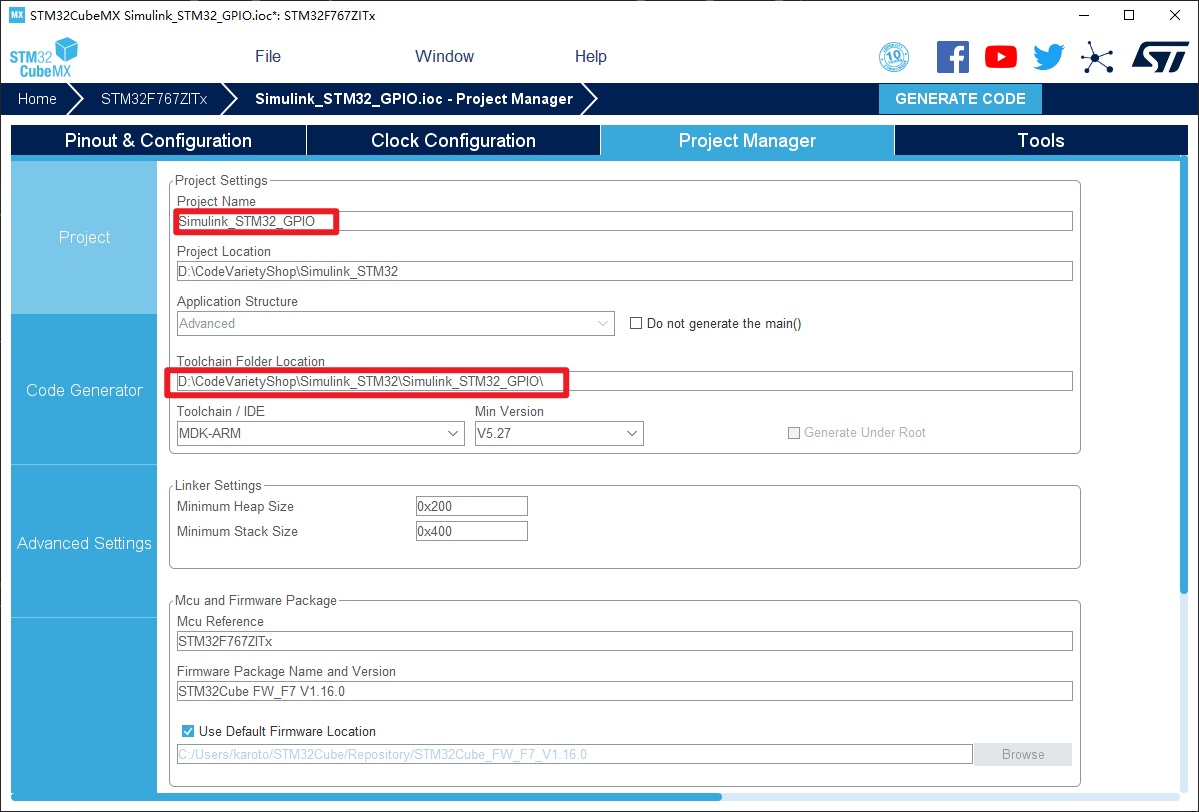 MX STM32CubeMX Simulink_STM32_GPIO.ioc*: STM32F767ZITx
STM32
CubeMX
File Window Help
10
ST
Home STM32F767ZITx Simulink_STM32_GPIO.ioc - Project Manager GENERATE CODE
Pinout & Configuration Clock Configuration Project Manager Tools
Project
Code Generator
Advanced Settings
Project Settings
Project Name
Simulink_STM32_GPIO
Project Location
D:\CodeVarietyShop\Simulink_STM32
Application Structure
Advanced Do not generate the main()
Toolchain Folder Location
D:\CodeVarietyShop\Simulink_STM32\Simulink_STM32_GPIO\
Toolchain / IDE Min Version
MDK-ARM V5.27 Generate Under Root
Linker Settings
Minimum Heap Size 0x200
Minimum Stack Size 0x400
Mcu and Firmware Package
Mcu Reference
STM32F767ZITx
Firmware Package Name and Version
STM32Cube FW_F7 V1.16.0
Use Default Firmware Location
C:/Users/karoto/STM32Cube/Repository/STM32Cube_FW_F7_V1.16.0 Browse